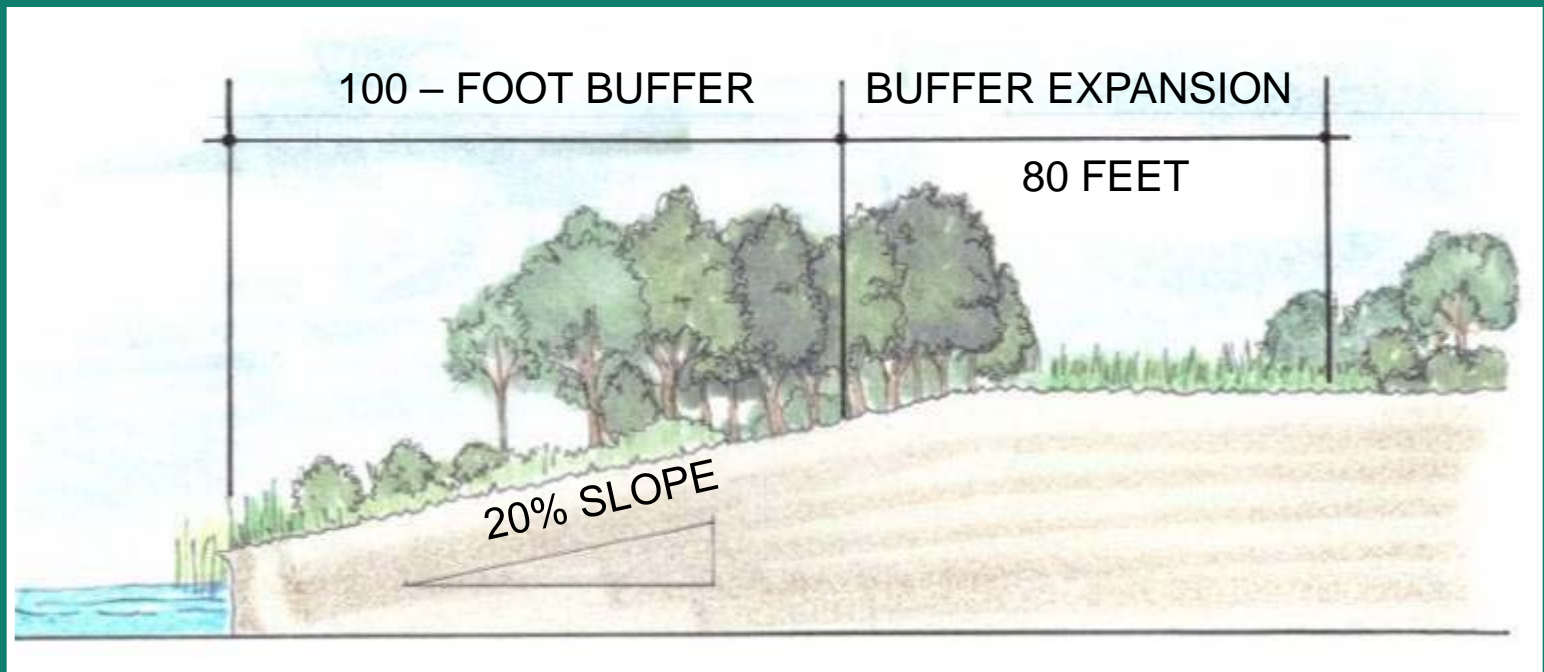 100 – FOOT BUFFER
BUFFER EXPANSION
80 FEET
20% SLOPE